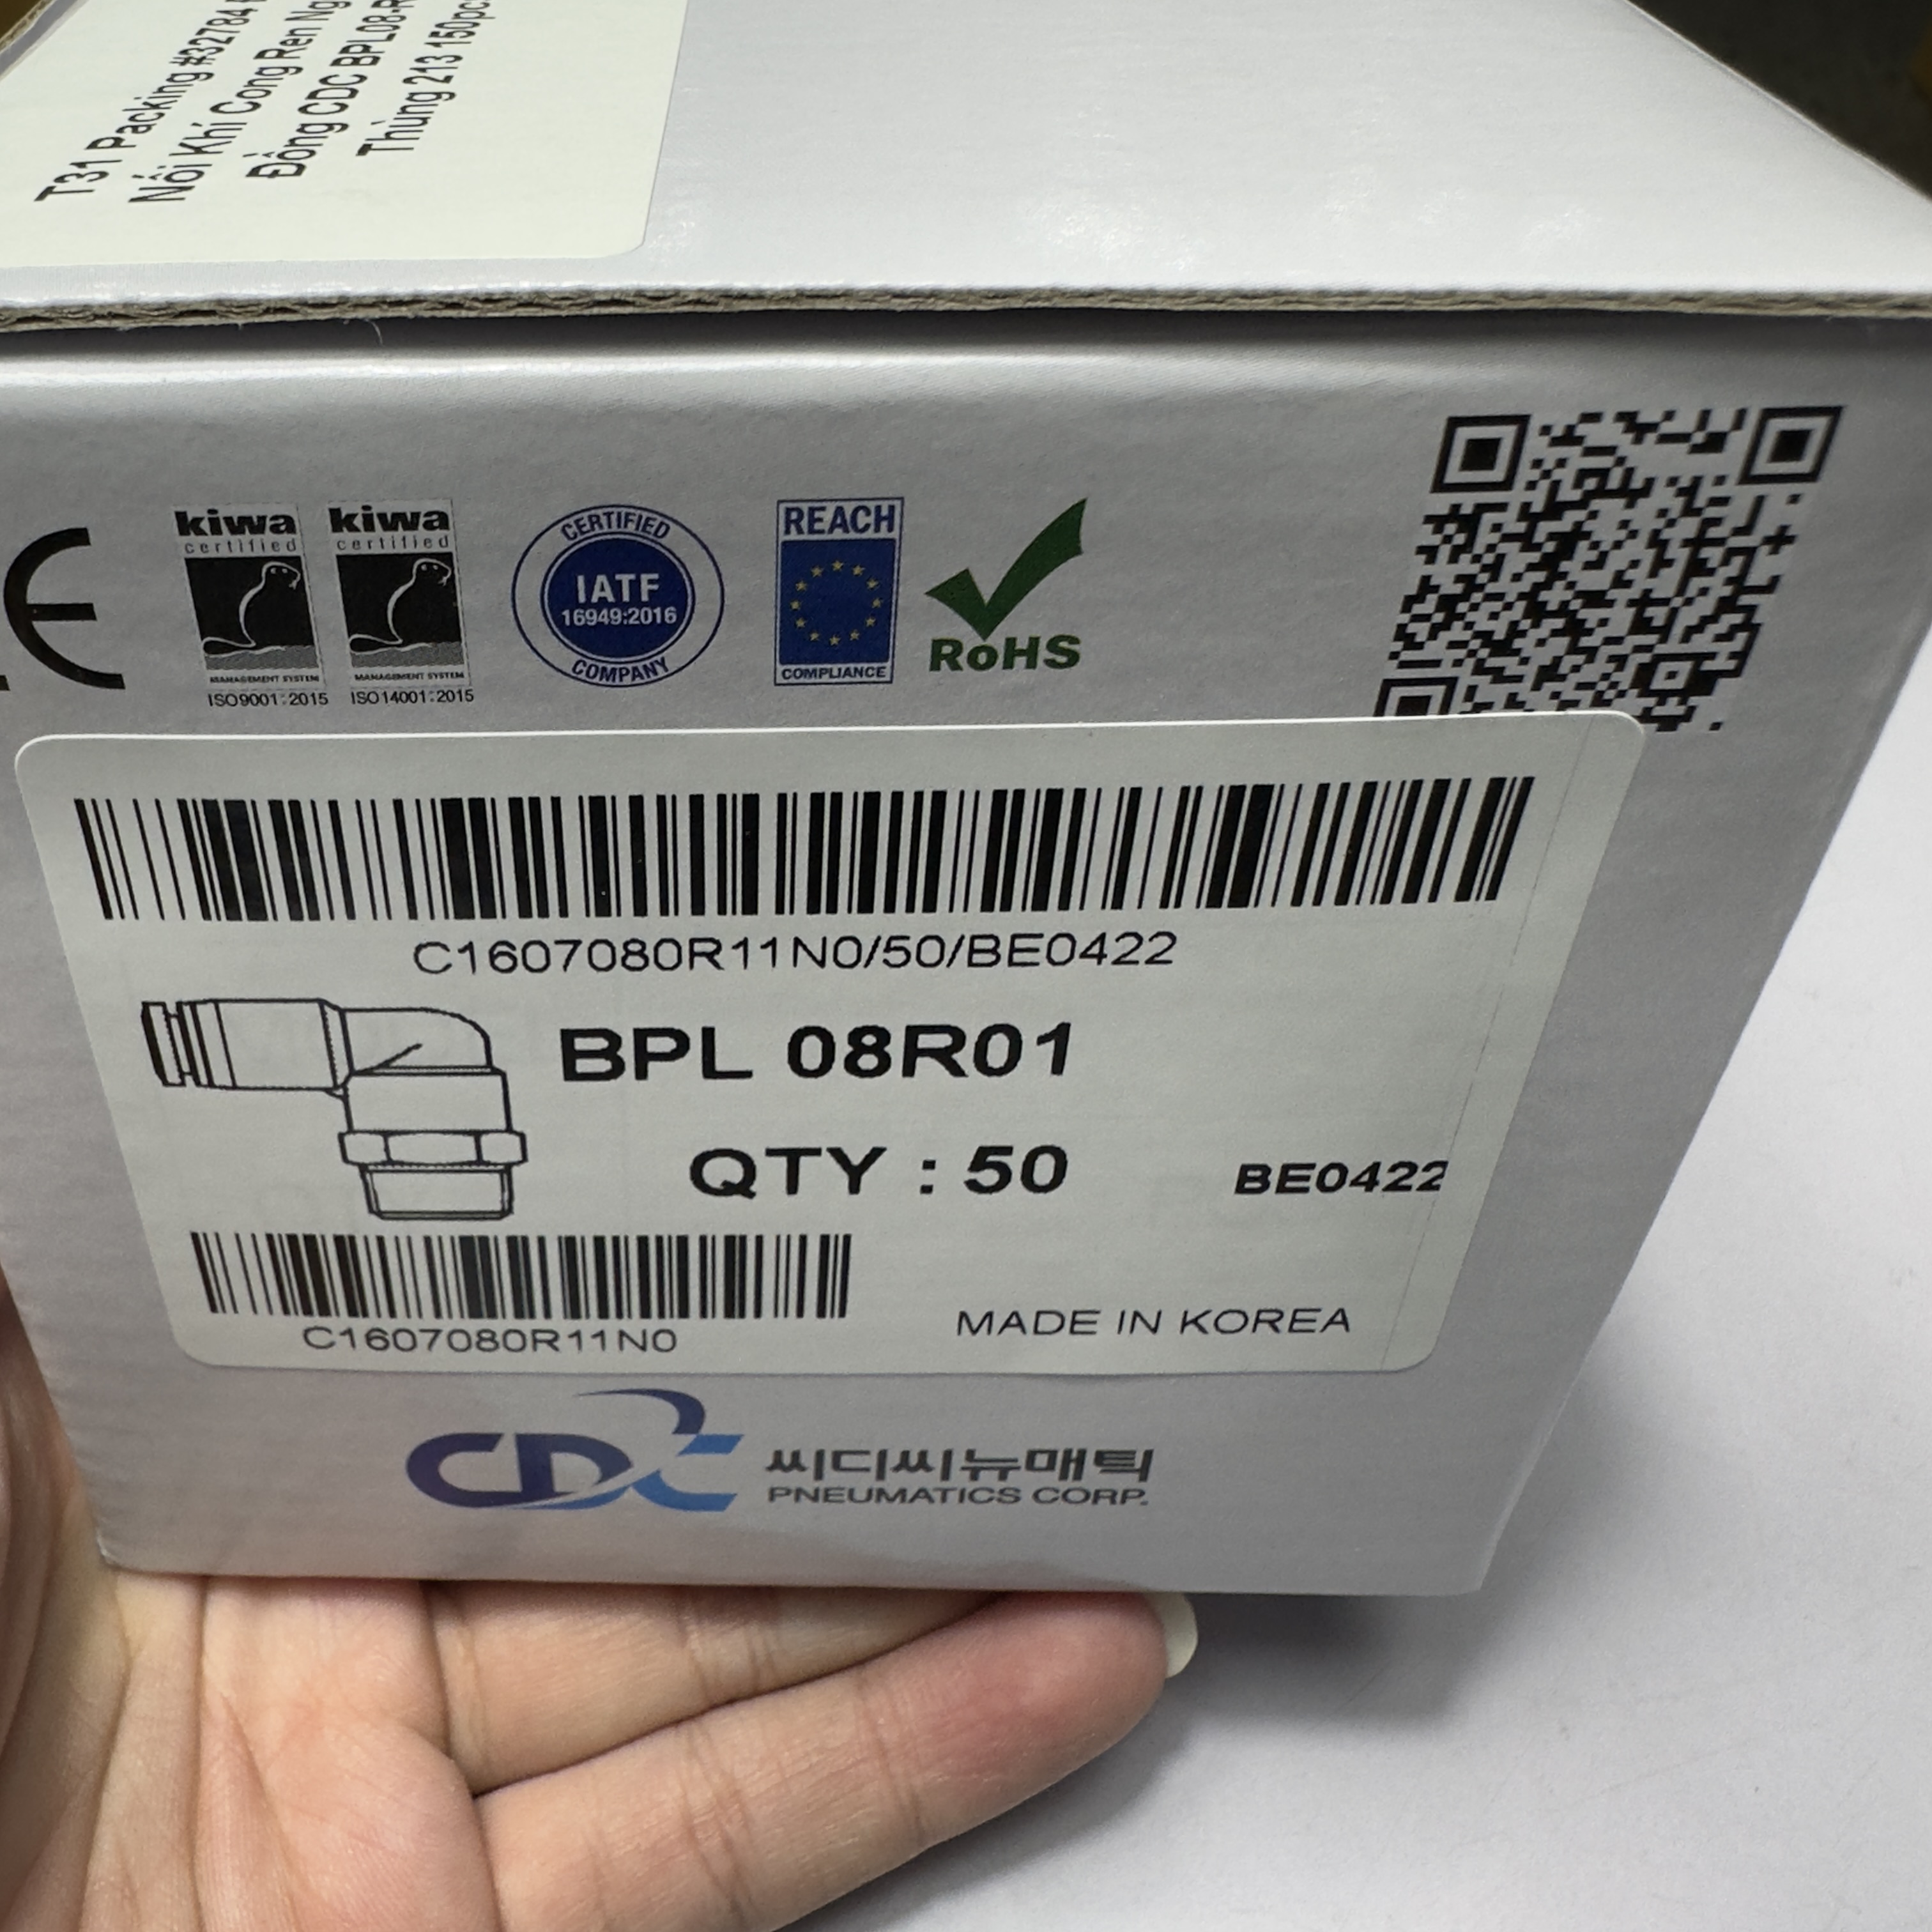 T31 Packing #32784
Nối Khí Cong Ren
Đồng CDC BPL08-R
Thùng 213 150pc
CE
kiwa
certified
MANAGEMENT SYSTEM
ISO9001:2015
kiwa
certified
MANAGEMENT SYSTEM
ISO14001:2015
CERTIFIED
IATF
16949:2016
COMPANY
REACH
COMPLIANCE
RoHS
C1607080R11N0/50/BE0422
BPL 08R01
QTY : 50
BE0422
C1607080R11N0
MADE IN KOREA
CDC
씨디씨뉴매틱
PNEUMATICS CORP.